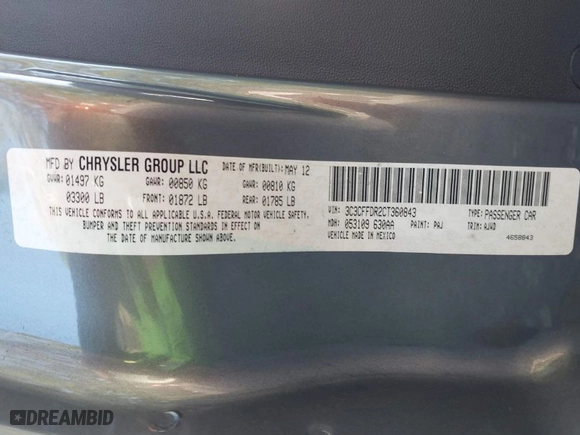 MFD BY CHRYSLER GROUP LLC DATE OF MFR(BUILT): MAY 12
GVWR: 01497 KG GAWR: 00850 KG GAWR: 00810 KG
03300 LB FRONT: 01872 LB REAR: 01785 LB
THIS VEHICLE CONFORMS TO ALL APPLICABLE U.S.A. FEDERAL MOTOR VEHICLE SAFETY,
BUMPER AND THEFT PREVENTION STANDARDS IN EFFECT ON
THE DATE OF MANUFACTURE SHOWN ABOVE.
VIN: 3C3CFFDR2CT360843 TYPE: PASSENGER CAR
MDH: 053109 630AA PAINT: PAJ TRIM: AJWD
VEHICLE MADE IN MEXICO 4658843
DREAMBID